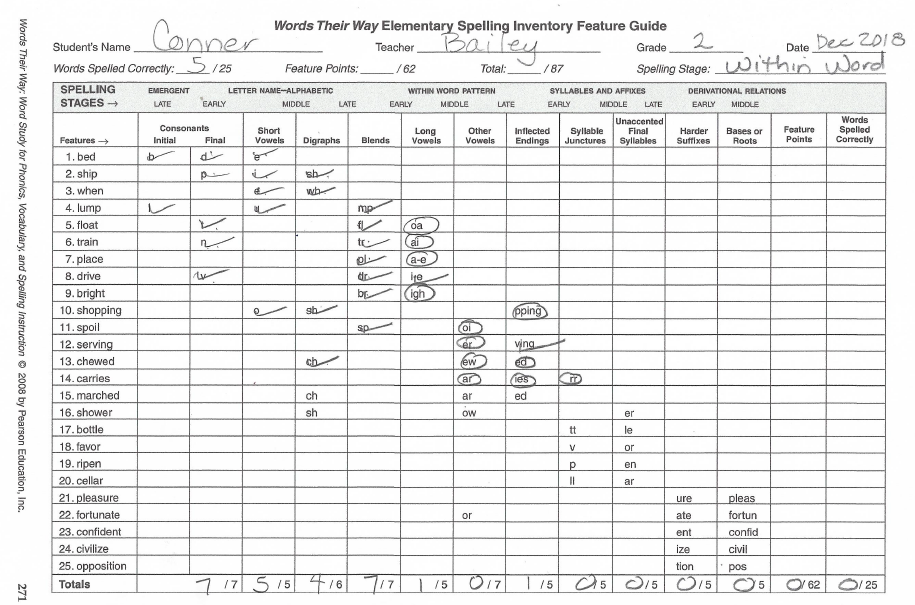 Words Their Way Elementary Spelling Inventory Feature Guide
Student's Name Conner Teacher Bailey Grade 2 Date Dec 2018
Words Spelled Correctly: 5 / 25 Feature Points: / 62 Total: / 87 Spelling Stage: Within Word
SPELLING EMERGENT LETTER NAME–ALPHABETIC WITHIN WORD PATTERN SYLLABLES AND AFFIXES DERIVATIONAL RELATIONS
STAGES → LATE EARLY MIDDLE LATE EARLY MIDDLE LATE EARLY MIDDLE LATE EARLY MIDDLE
Features → Consonants Initial Final Short Vowels Digraphs Blends Long Vowels Other Vowels Inflected Endings Syllable Junctures Unaccented Final Syllables Harder Suffixes Bases or Roots Feature Points Words Spelled Correctly
1. bed b d e
2. ship p i sh
3. when e wh
4. lump l u mp
5. float t fl oa
6. train n tr ai
7. place pl a-e
8. drive v dr i-e
9. bright br igh
10. shopping o sh pping
11. spoil sp oi
12. serving er ving
13. chewed ch ew ed
14. carries ar ies rr
15. marched ch ar ed
16. shower sh ow er
17. bottle tt le
18. favor v or
19. ripen p en
20. cellar ll ar
21. pleasure ure pleas
22. fortunate or ate fortun
23. confident ent confid
24. civilize ize civil
25. opposition tion pos
Totals 7 / 7 5 / 5 4 / 6 7 / 7 1 / 5 0 / 7 1 / 5 0 / 5 0 / 5 0 / 5 0 / 5 0 / 62 0 / 25
Words Their Way: Word Study for Phonics, Vocabulary, and Spelling Instruction © 2008 by Pearson Education, Inc.
271